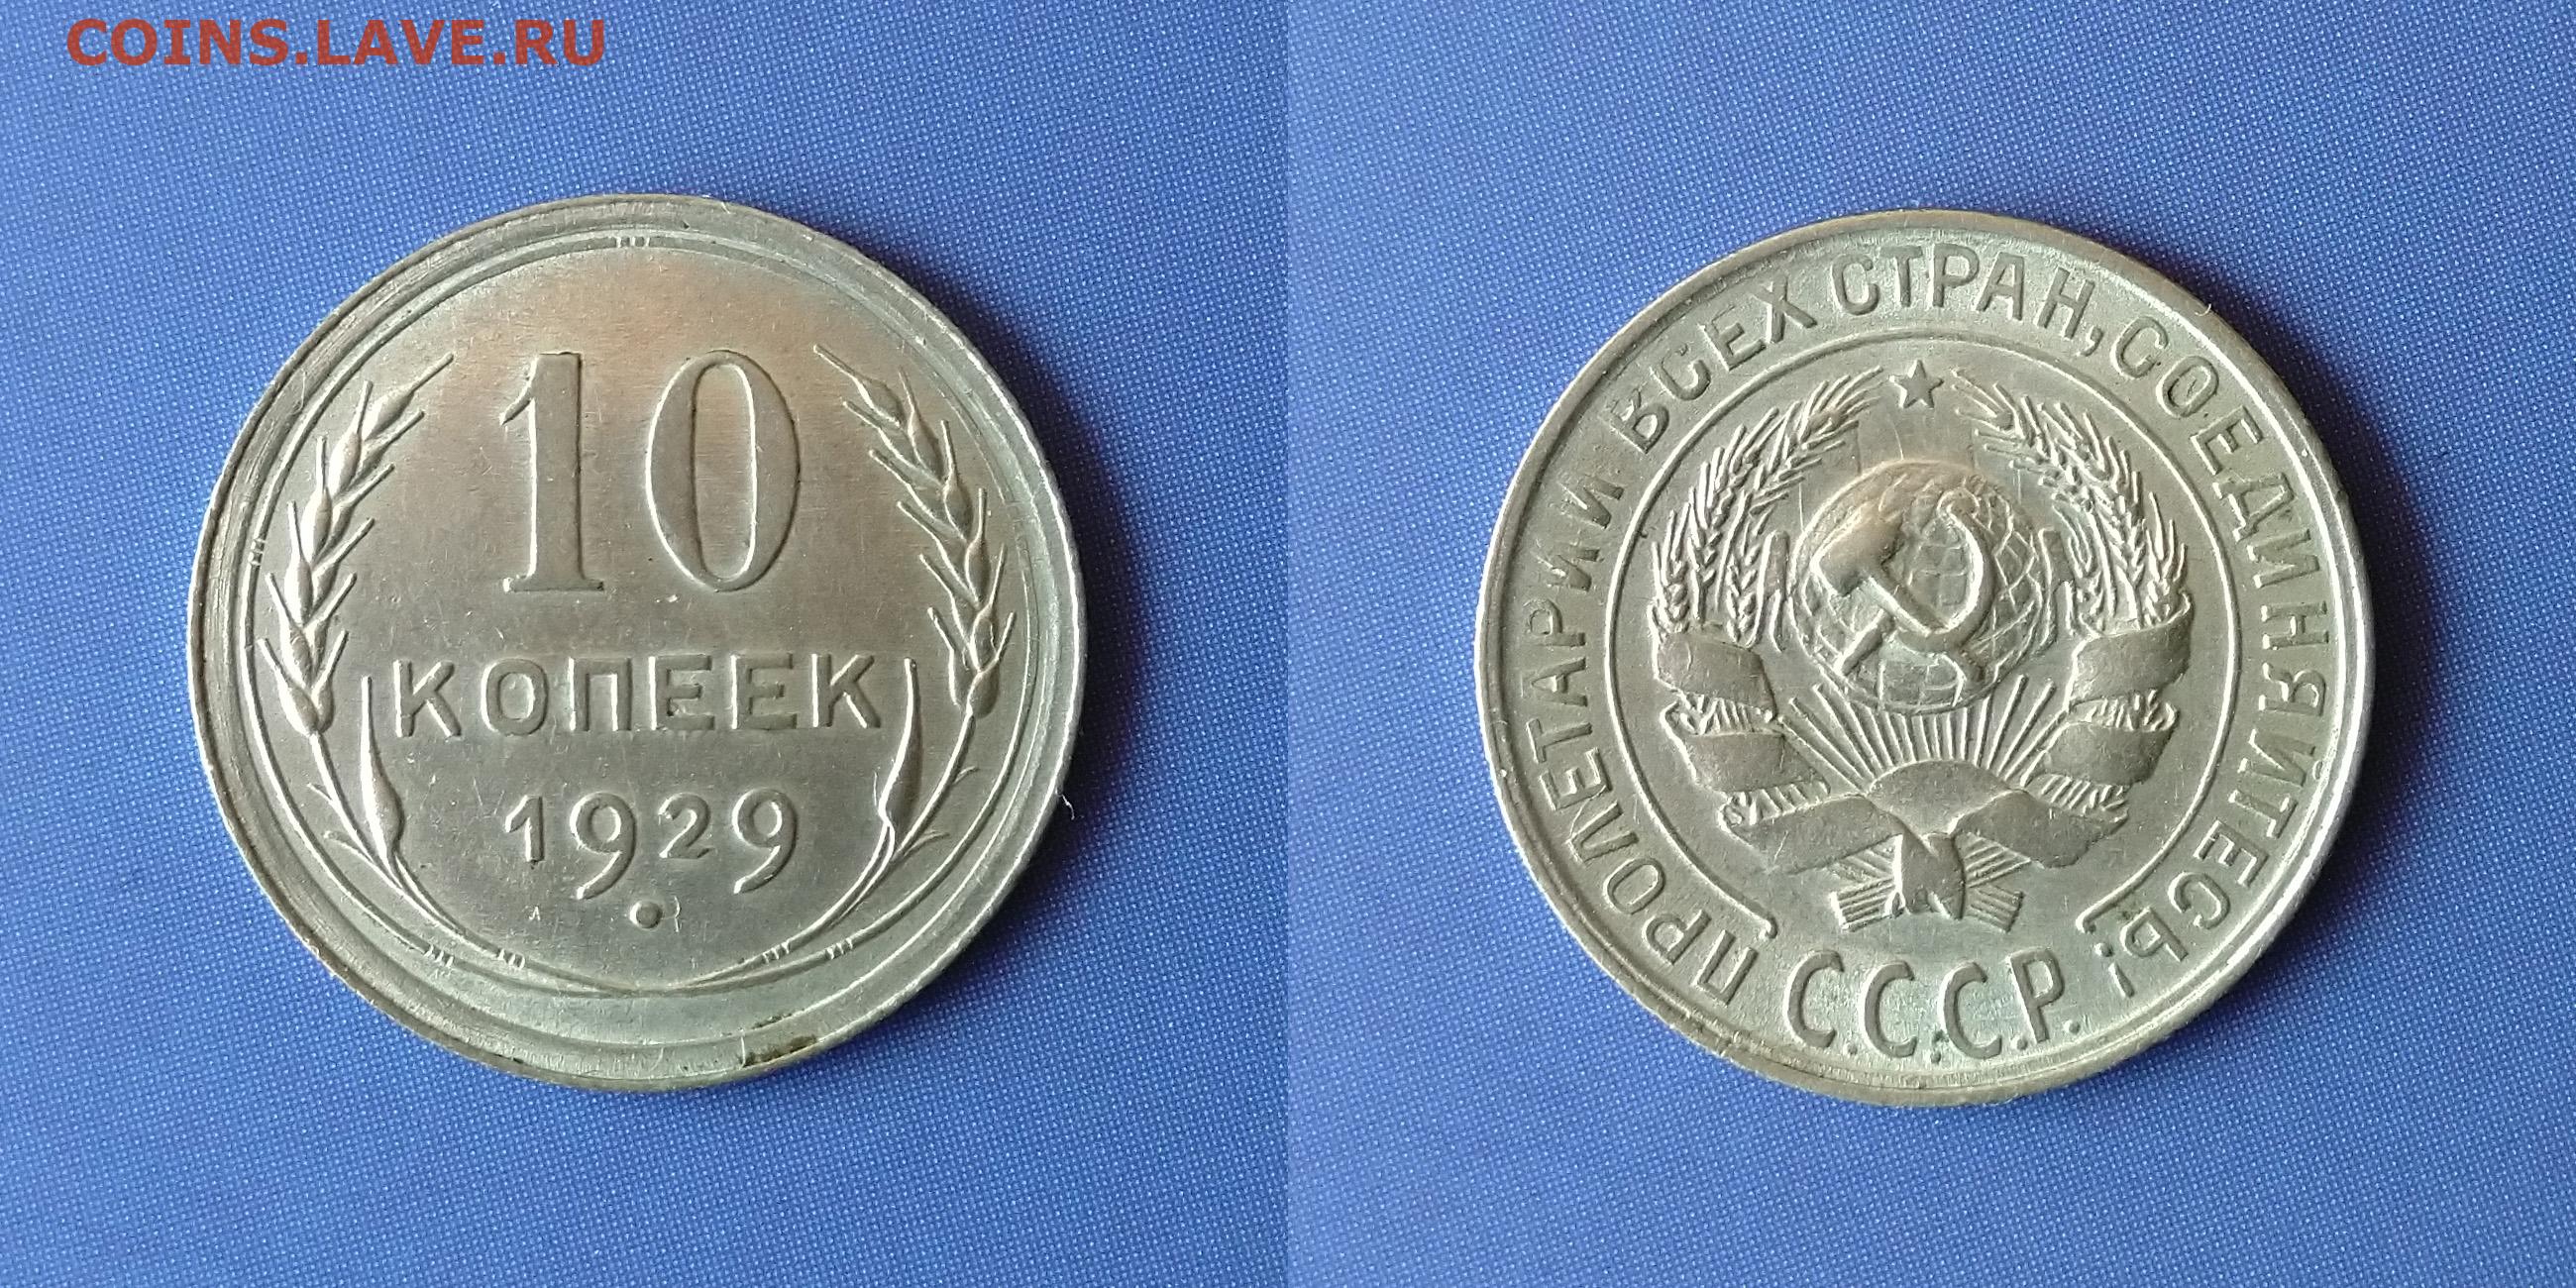 COINS.LAVE.RU
10
КОПЕЕК
1929
ПРОЛЕТАРИИ ВСЕХ СТРАН, СОЕДИНЯЙТЕСЬ!
С.С.С.Р.